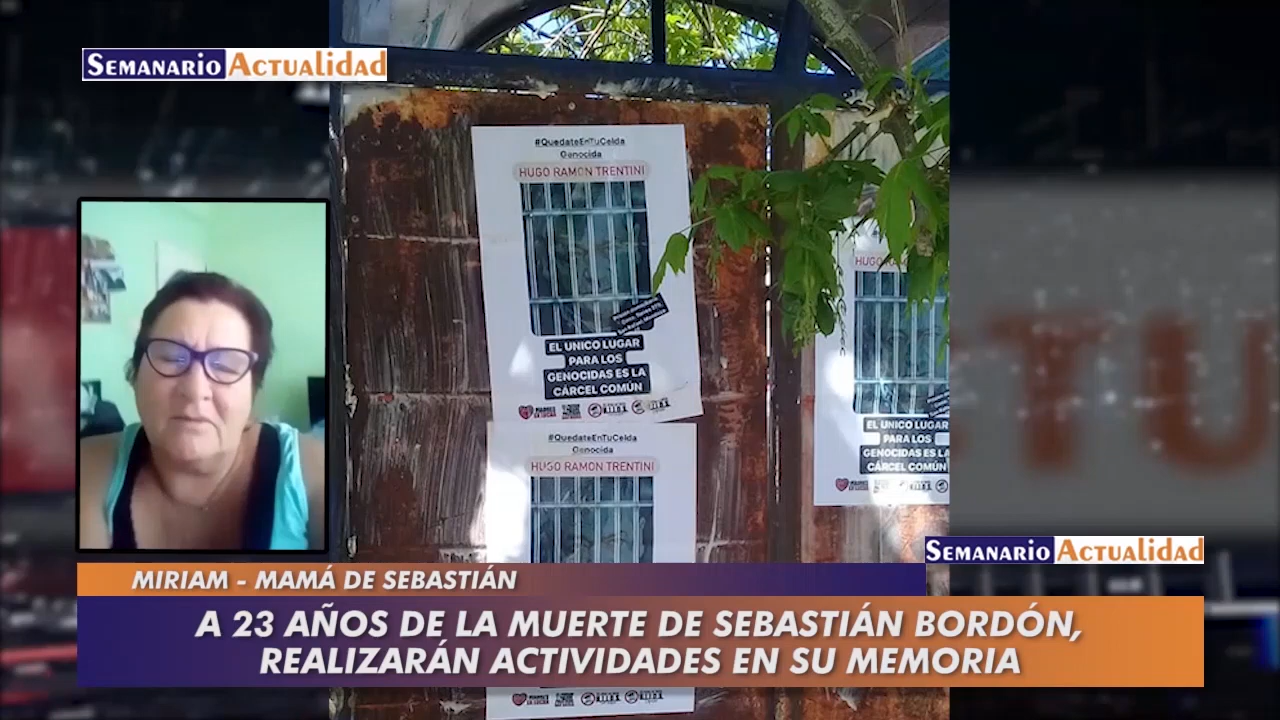 SEMANARIO ACTUALIDAD
#QuedateEnTuCelda
Genocida
HUGO RAMON TRENTINI
EL UNICO LUGAR
PARA LOS
GENOCIDAS ES LA
CÁRCEL COMÚN
#QuedateEnTuCelda
Genocida
HUGO RAMON TRENTINI
HUGO
EL UNICO LUGAR
PARA LOS
GENOCIDAS ES LA
CÁRCEL COMÚN
SEMANARIO ACTUALIDAD
MIRIAM - MAMÁ DE SEBASTIÁN
A 23 AÑOS DE LA MUERTE DE SEBASTIÁN BORDÓN,
REALIZARÁN ACTIVIDADES EN SU MEMORIA